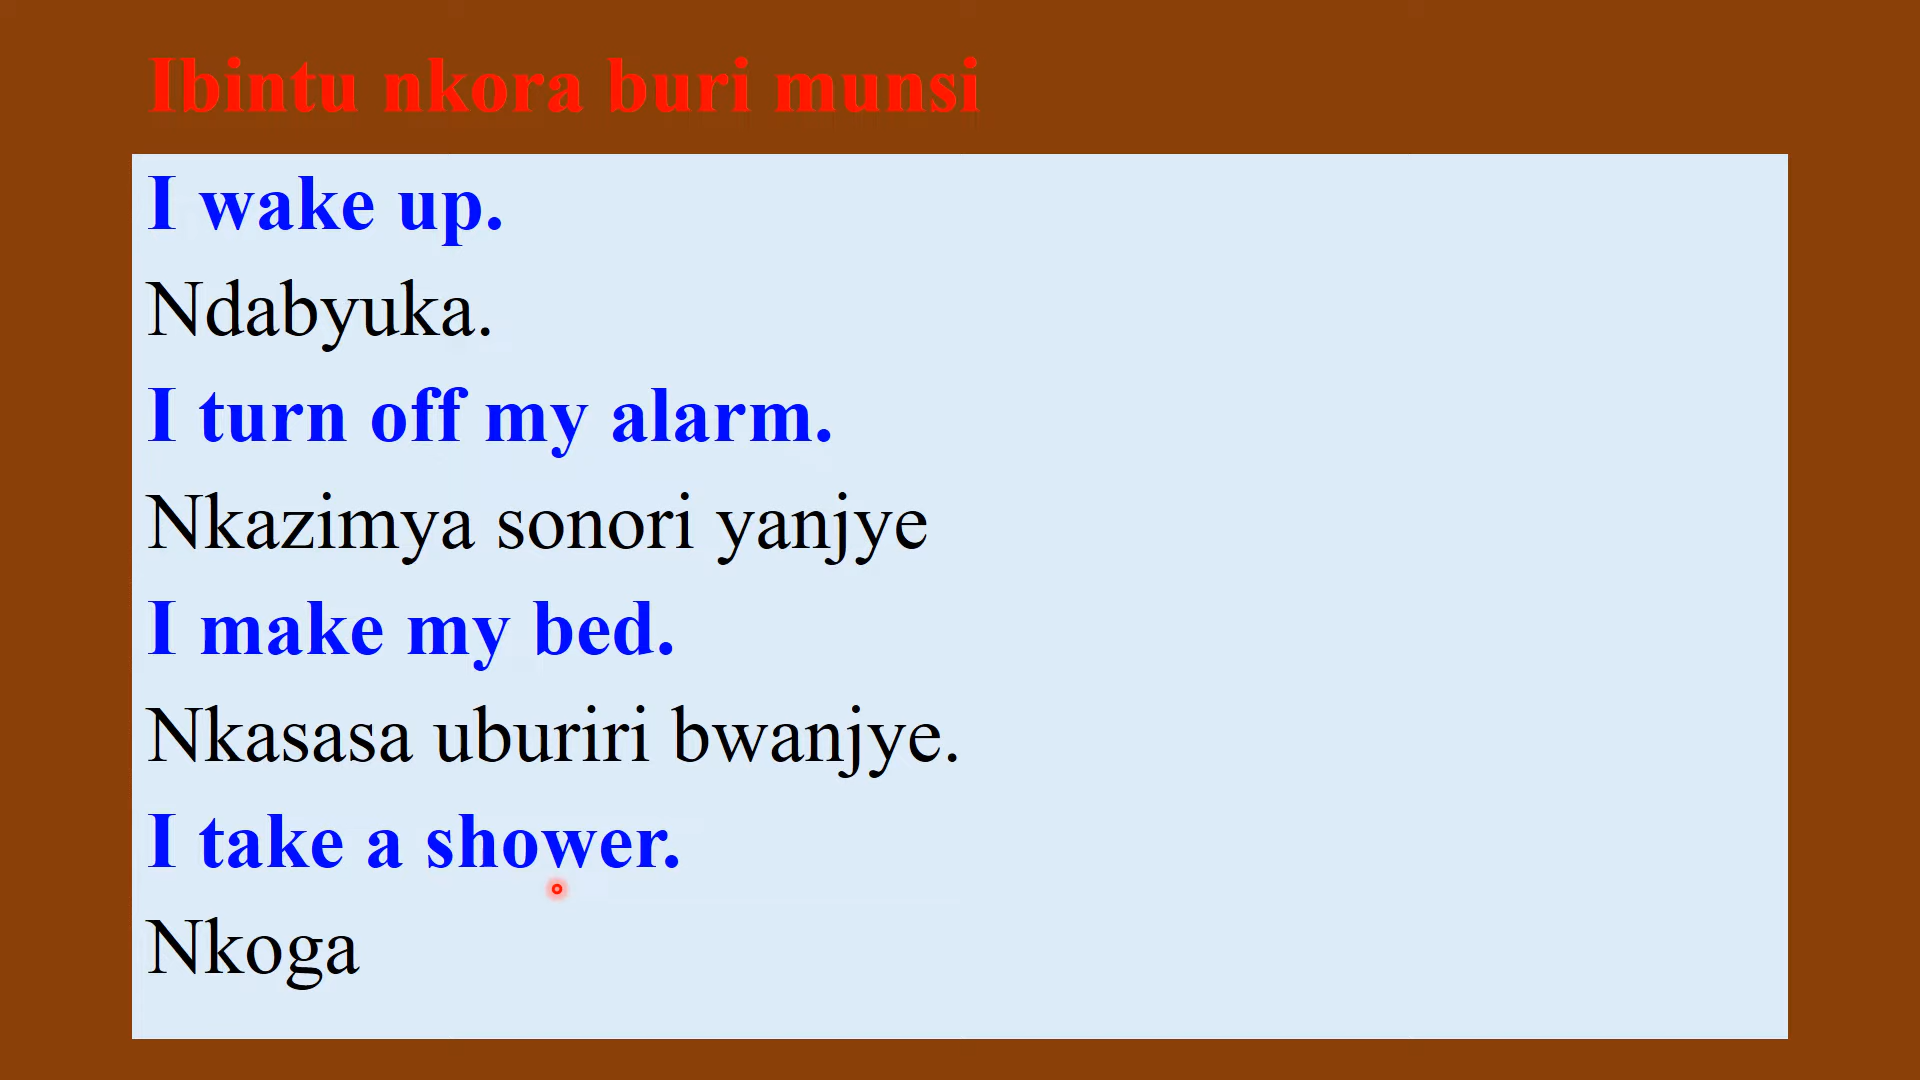 Ibintu nkora buri munsi
I wake up.
Ndabyuka.
I turn off my alarm.
Nkazimya sonori yanjye
I make my bed.
Nkasasa uburiri bwanjye.
I take a shower.
Nkoga